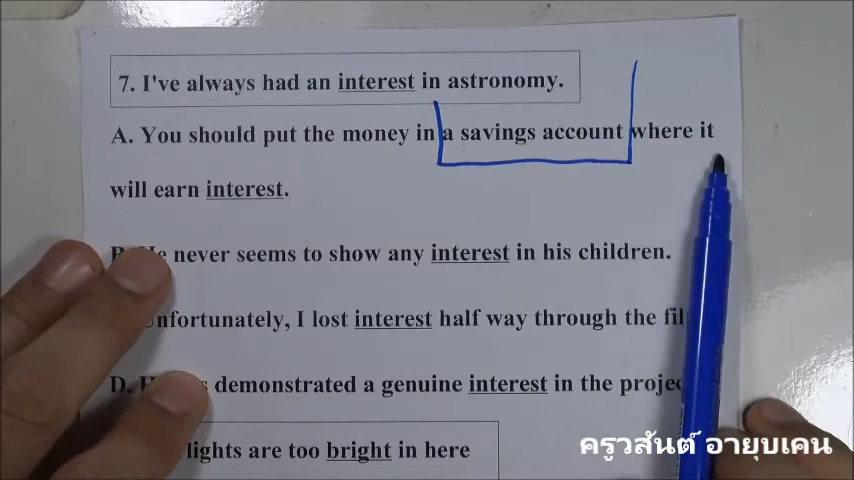 7. I've always had an interest in astronomy.
A. You should put the money in a savings account where it
will earn interest.
never seems to show any interest in his children.
Unfortunately, I lost interest half way through the
D. demonstrated a genuine interest in the
lights are too bright in here
ครูวสันต์ อายุบเคน